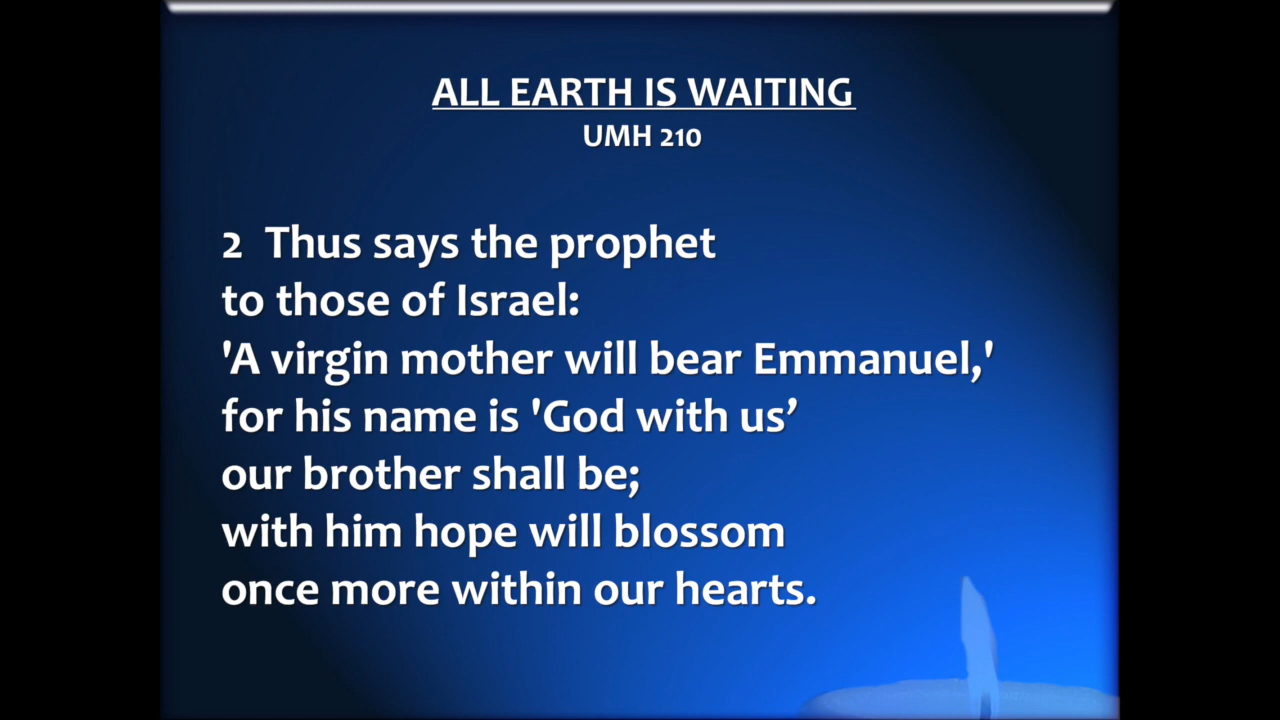 ALL EARTH IS WAITING
UMH 210
2  Thus says the prophet
to those of Israel:
'A virgin mother will bear Emmanuel,'
for his name is 'God with us’
our brother shall be;
with him hope will blossom
once more within our hearts.